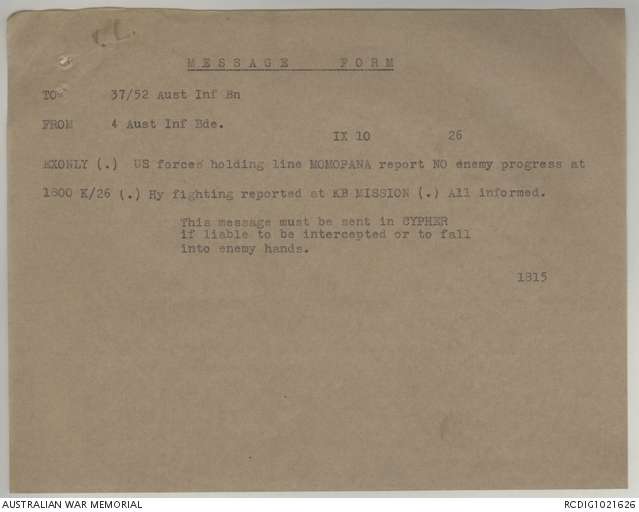 C.L.
MESSAGE FORM
TO 37/52 Aust Inf Bn
FROM 4 Aust Inf Bde.
IX 10 26
EXONLY (.) US forces holding line MOMOPANA report NO enemy progress at
1800 K/26 (.) Hy fighting reported at KB MISSION (.) All informed.
This message must be sent in CYPHER
if liable to be intercepted or to fall
into enemy hands.
1815
AUSTRALIAN WAR MEMORIAL RCDIG1021626